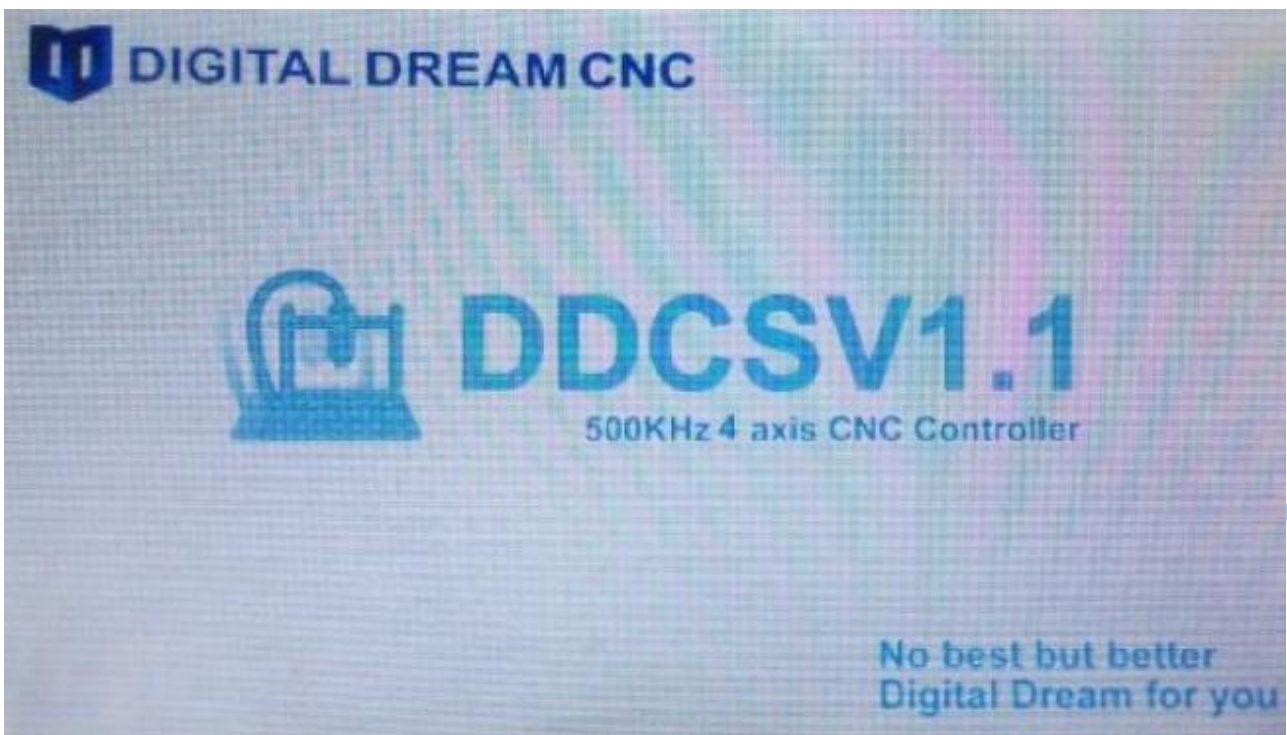 DIGITAL DREAM CNC
DDCSV1.1
500KHz 4 axis CNC Controller
No best but better
Digital Dream for you